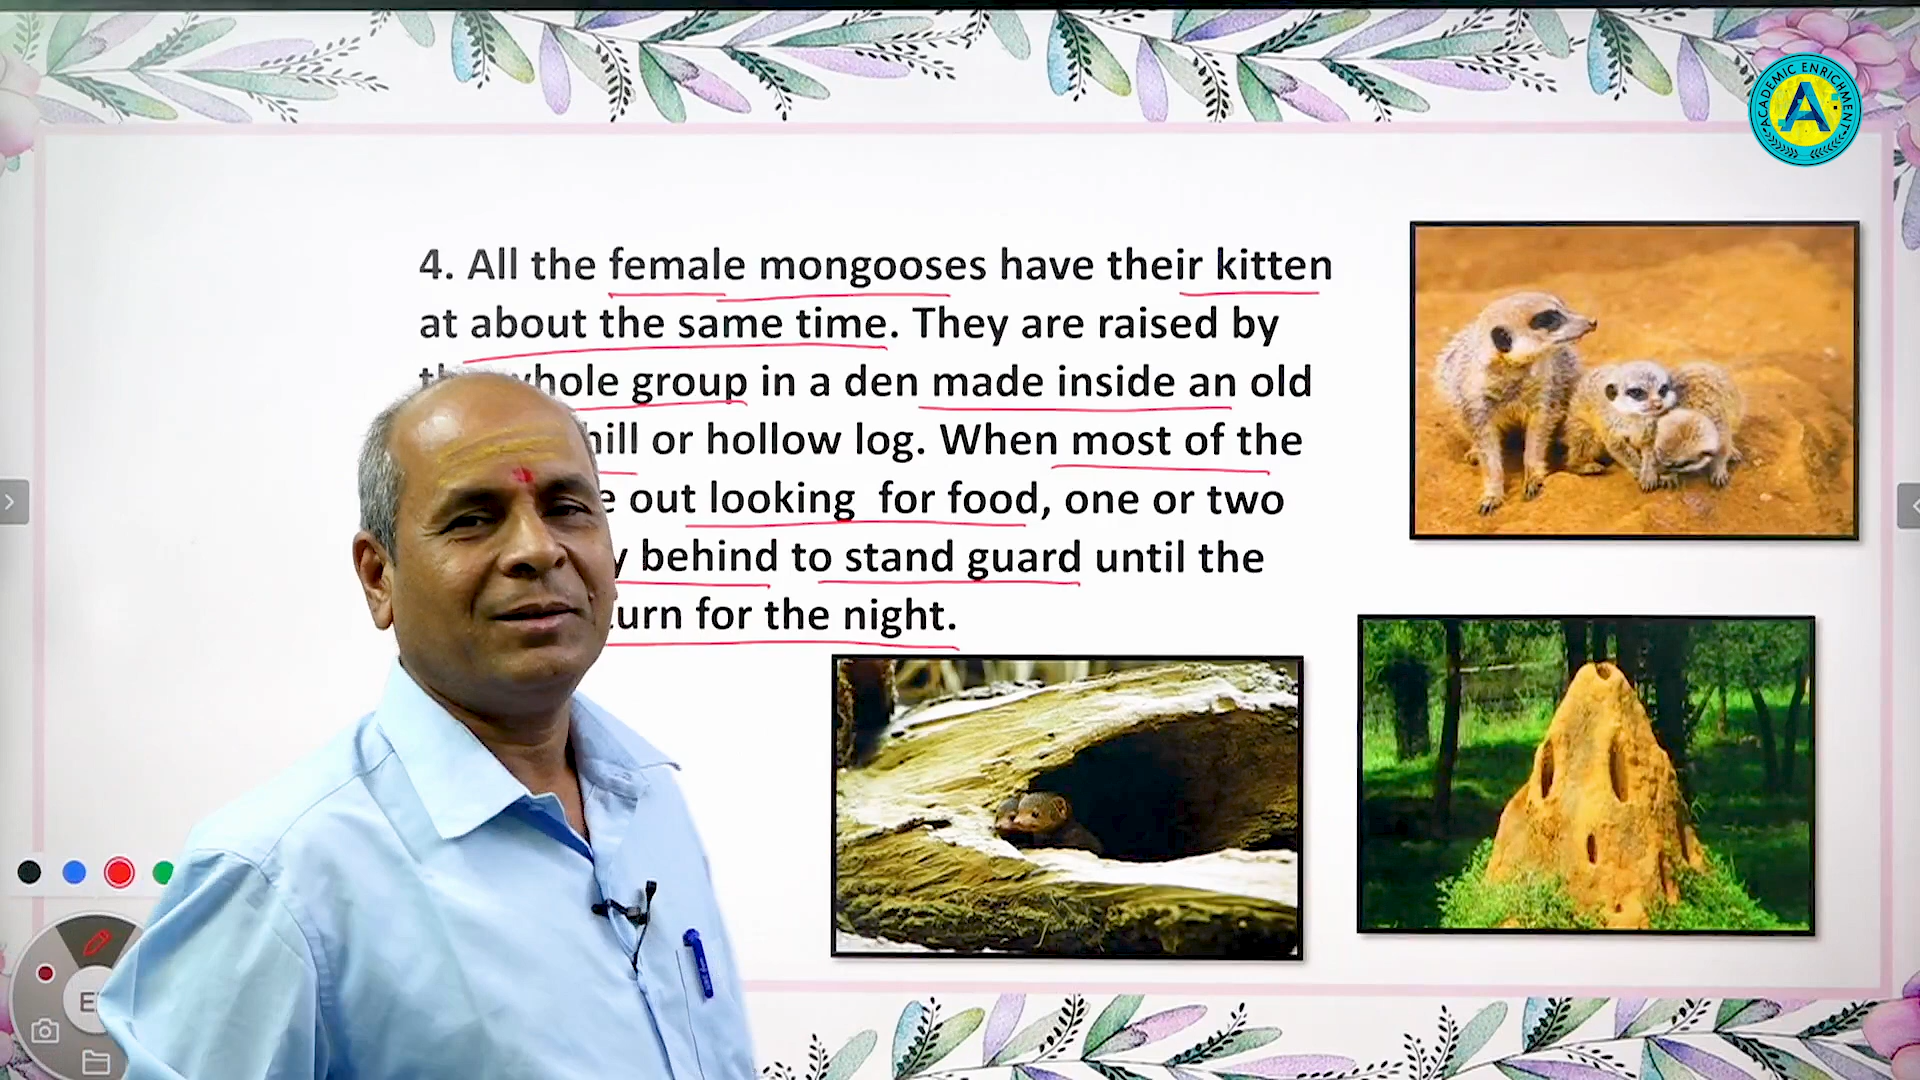 ACADEMIC ENRICHMENT
A
4. All the female mongooses have their kitten
at about the same time. They are raised by
whole group in a den made inside an old
hill or hollow log. When most of the
out looking for food, one or two
behind to stand guard until the
for the night.